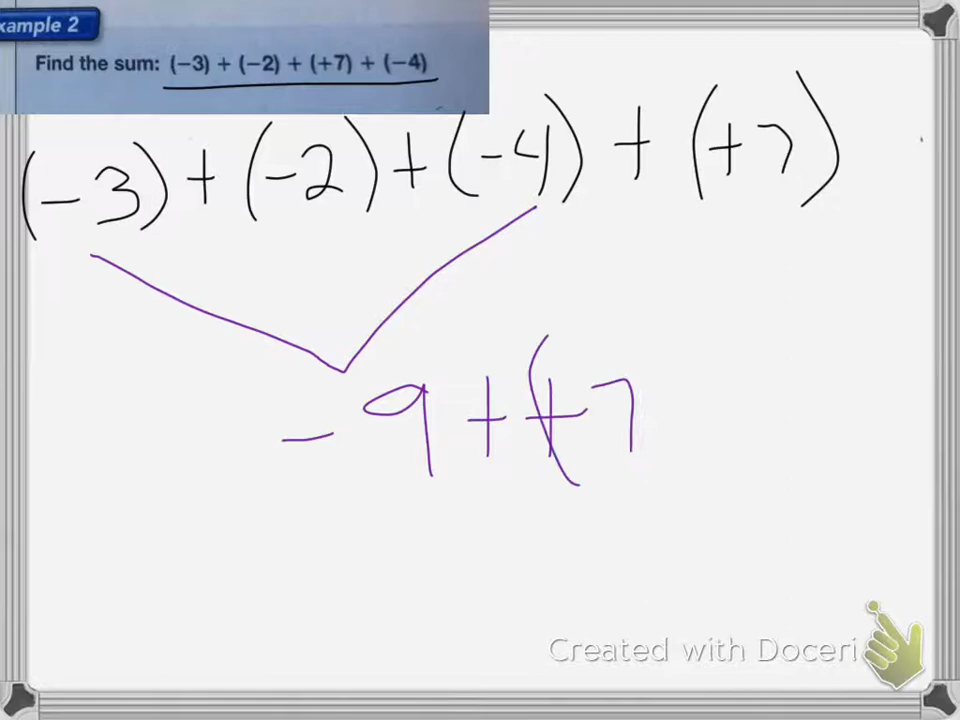 xample 2
Find the sum: (−3) + (−2) + (+7) + (−4)
(-3) + (-2) + (-4) + (+7)
-9 + (+7
Created with Doceri